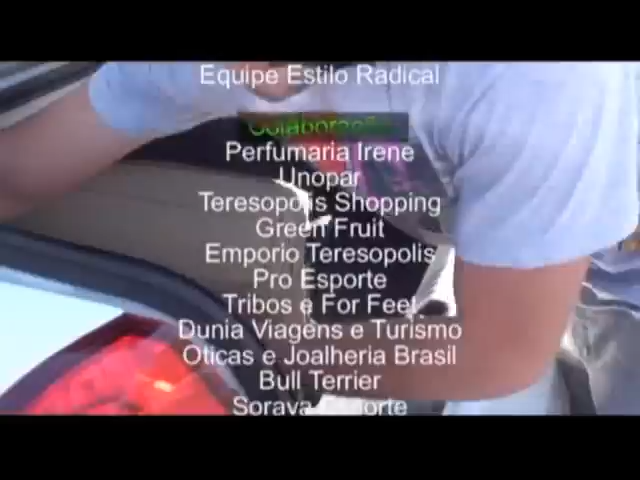 Equipe Estilo Radical
Colaboração
Perfumaria Irene
Unopar
Teresopolis Shopping
Green Fruit
Emporio Teresopolis
Pro Esporte
Tribos e For Feet
Dunia Viagens e Turismo
Oticas e Joalheria Brasil
Bull Terrier